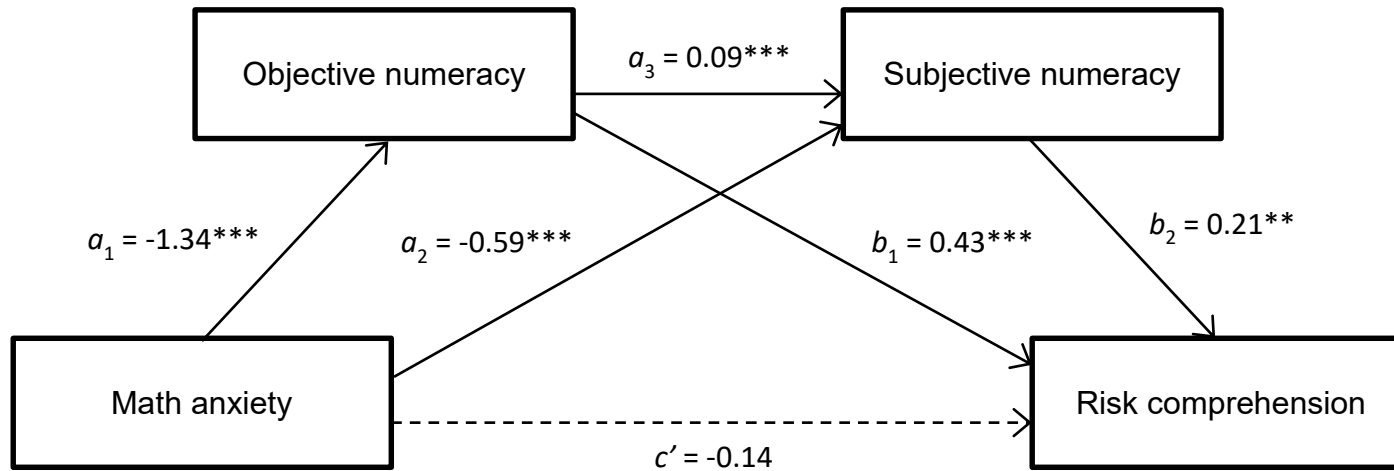 Objective numeracy
a3 = 0.09***
Subjective numeracy
a1 = -1.34***
a2 = -0.59***
b1 = 0.43***
b2 = 0.21**
Math anxiety
Risk comprehension
c′ = -0.14